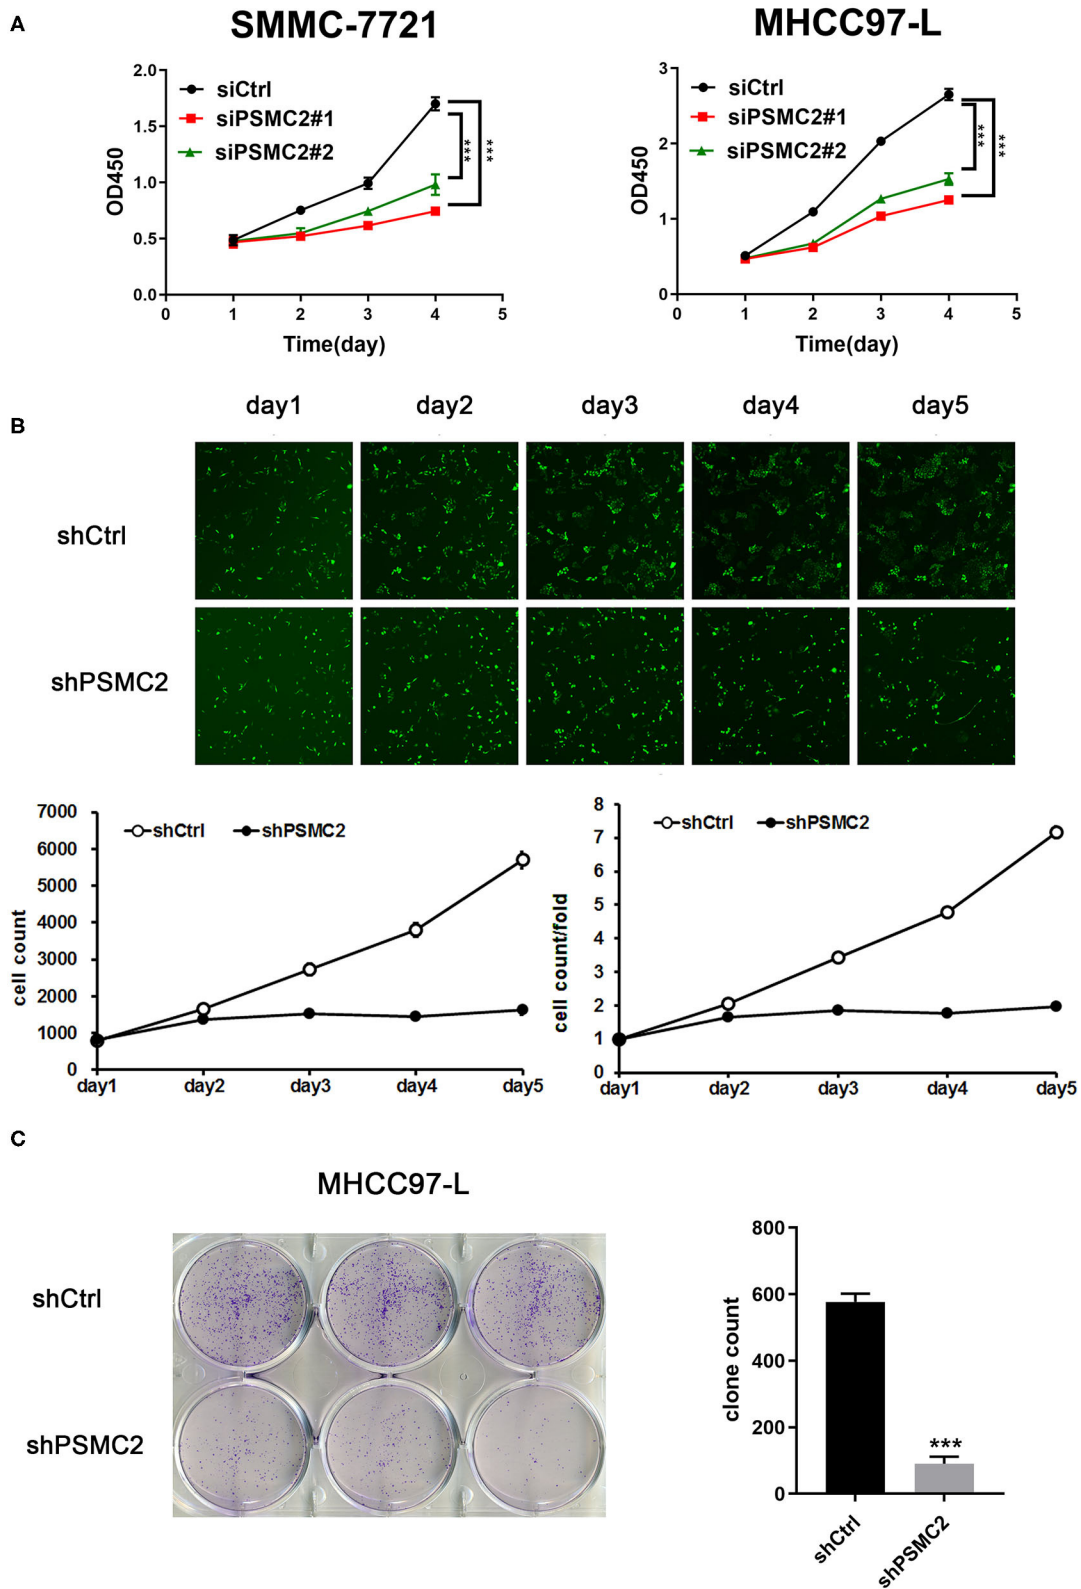 A
SMMC-7721
MHCC97-L
siCtrl
siPSMC2#1
siPSMC2#2
OD450
2.0
1.5
1.0
0.5
0.0
0 1 2 3 4 5
Time(day)
***
***
siCtrl
siPSMC2#1
siPSMC2#2
OD450
3
2
1
0
0 1 2 3 4 5
Time(day)
***
***
B
day1 day2 day3 day4 day5
shCtrl
shPSMC2
shCtrl shPSMC2
cell count
7000
6000
5000
4000
3000
2000
1000
0
day1 day2 day3 day4 day5
shCtrl shPSMC2
cell count/fold
8
7
6
5
4
3
2
1
0
day1 day2 day3 day4 day5
C
MHCC97-L
shCtrl
shPSMC2
clone count
800
600
400
200
0
***
shCtrl
shPSMC2